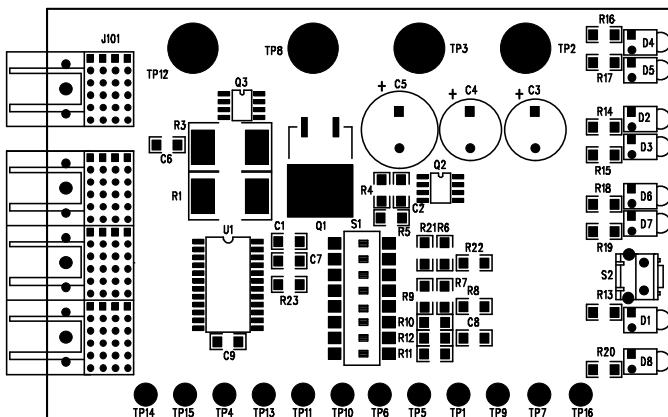 J101
TP12
TP8
TP3
TP2
R16
D4
D5
R17
Q3
C5
C4
C3
+
+
+
R3
C6
R14
D2
D3
R15
Q2
R4
R1
C2
R18
D6
D7
Q1
S1
R5
U1
C1
C7
R21
R6
R22
R19
S2
R23
R7
R9
R8
R13
R10
R12
R11
C8
D1
C9
R20
D8
TP14
TP15
TP4
TP13
TP11
TP10
TP6
TP5
TP1
TP9
TP7
TP16